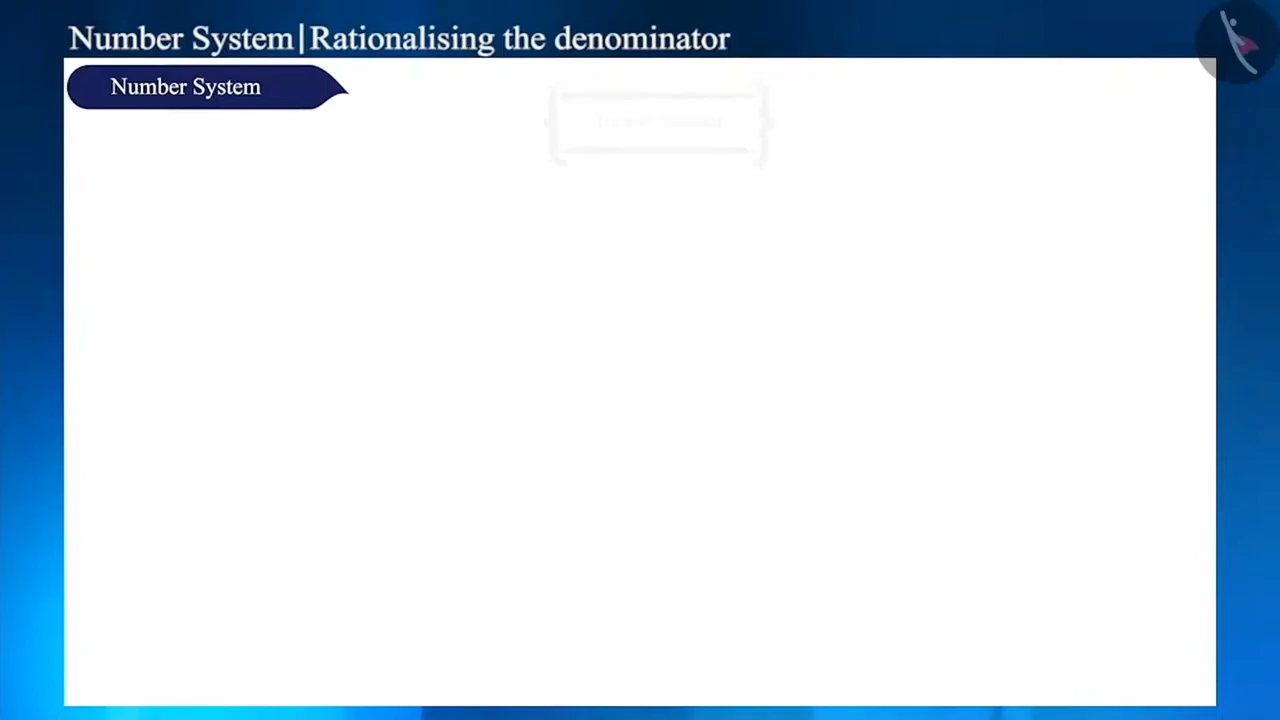 Number System|Rationalising the denominator
Number System